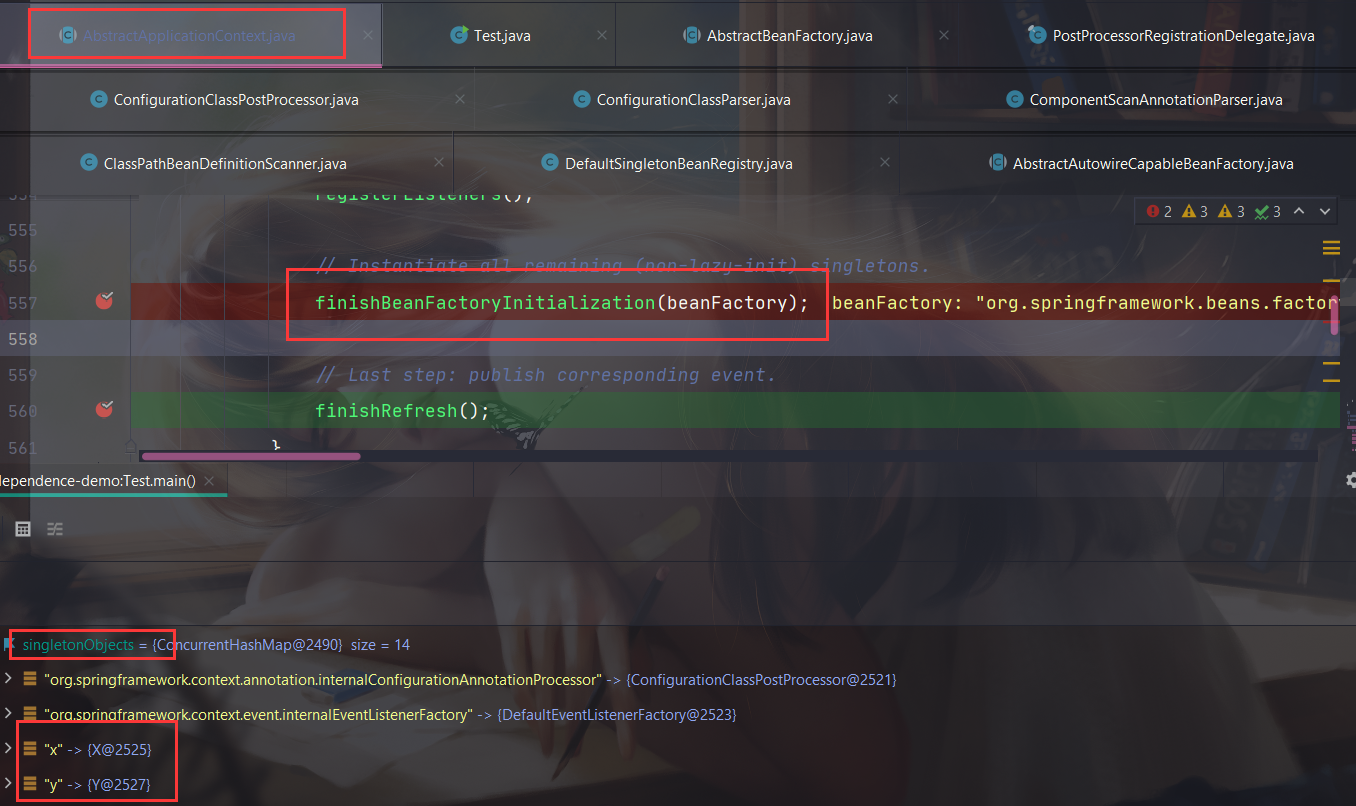 AbstractApplicationContext.java Test.java AbstractBeanFactory.java PostProcessorRegistrationDelegate.java
ConfigurationClassPostProcessor.java ConfigurationClassParser.java ComponentScanAnnotationParser.java
ClassPathBeanDefinitionScanner.java DefaultSingletonBeanRegistry.java AbstractAutowireCapableBeanFactory.java
554 registerListeners();
2 3 3 3
555
556 // Instantiate all remaining (non-lazy-init) singletons.
557 finishBeanFactoryInitialization(beanFactory); beanFactory: "org.springframework.beans.factor
558
559 // Last step: publish corresponding event.
560 finishRefresh();
561 }
dependence-demo:Test.main()
singletonObjects = {ConcurrentHashMap@2490} size = 14
"org.springframework.context.annotation.internalConfigurationAnnotationProcessor" -> {ConfigurationClassPostProcessor@2521}
"org.springframework.context.event.internalEventListenerFactory" -> {DefaultEventListenerFactory@2523}
"x" -> {X@2525}
"y" -> {Y@2527}